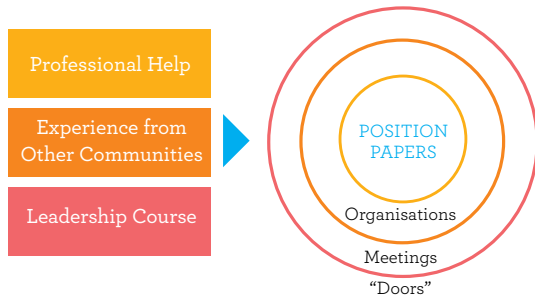 Professional Help
Experience from
Other Communities
Leadership Course
POSITION
PAPERS
Organisations
Meetings
“Doors”